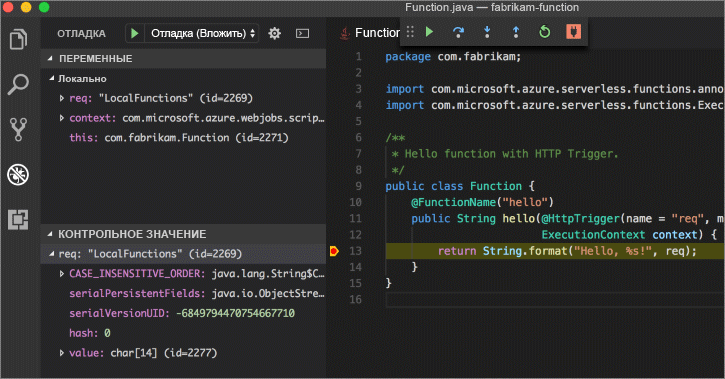 Function.java — fabrikam-function
ОТЛАДКА
Отладка (Вложить)
ПЕРЕМЕННЫЕ
Локально
req: "LocalFunctions" (id=2269)
context: com.microsoft.azure.webjobs.scrip…
this: com.fabrikam.Function (id=2271)
КОНТРОЛЬНОЕ ЗНАЧЕНИЕ
req: "LocalFunctions" (id=2269)
CASE_INSENSITIVE_ORDER: java.lang.String$C…
serialPersistentFields: java.io.ObjectStre…
serialVersionUID: -6849794470754667710
hash: 0
value: char[14] (id=2277)
Function
1 package com.fabrikam;
2
3 import com.microsoft.azure.serverless.functions.anno
4 import com.microsoft.azure.serverless.functions.Exec
5
6 /**
7 * Hello function with HTTP Trigger.
8 */
9 public class Function {
10 @FunctionName("hello")
11 public String hello(@HttpTrigger(name = "req", m
12 ExecutionContext context) {
13 return String.format("Hello, %s!", req);
14 }
15 }
16